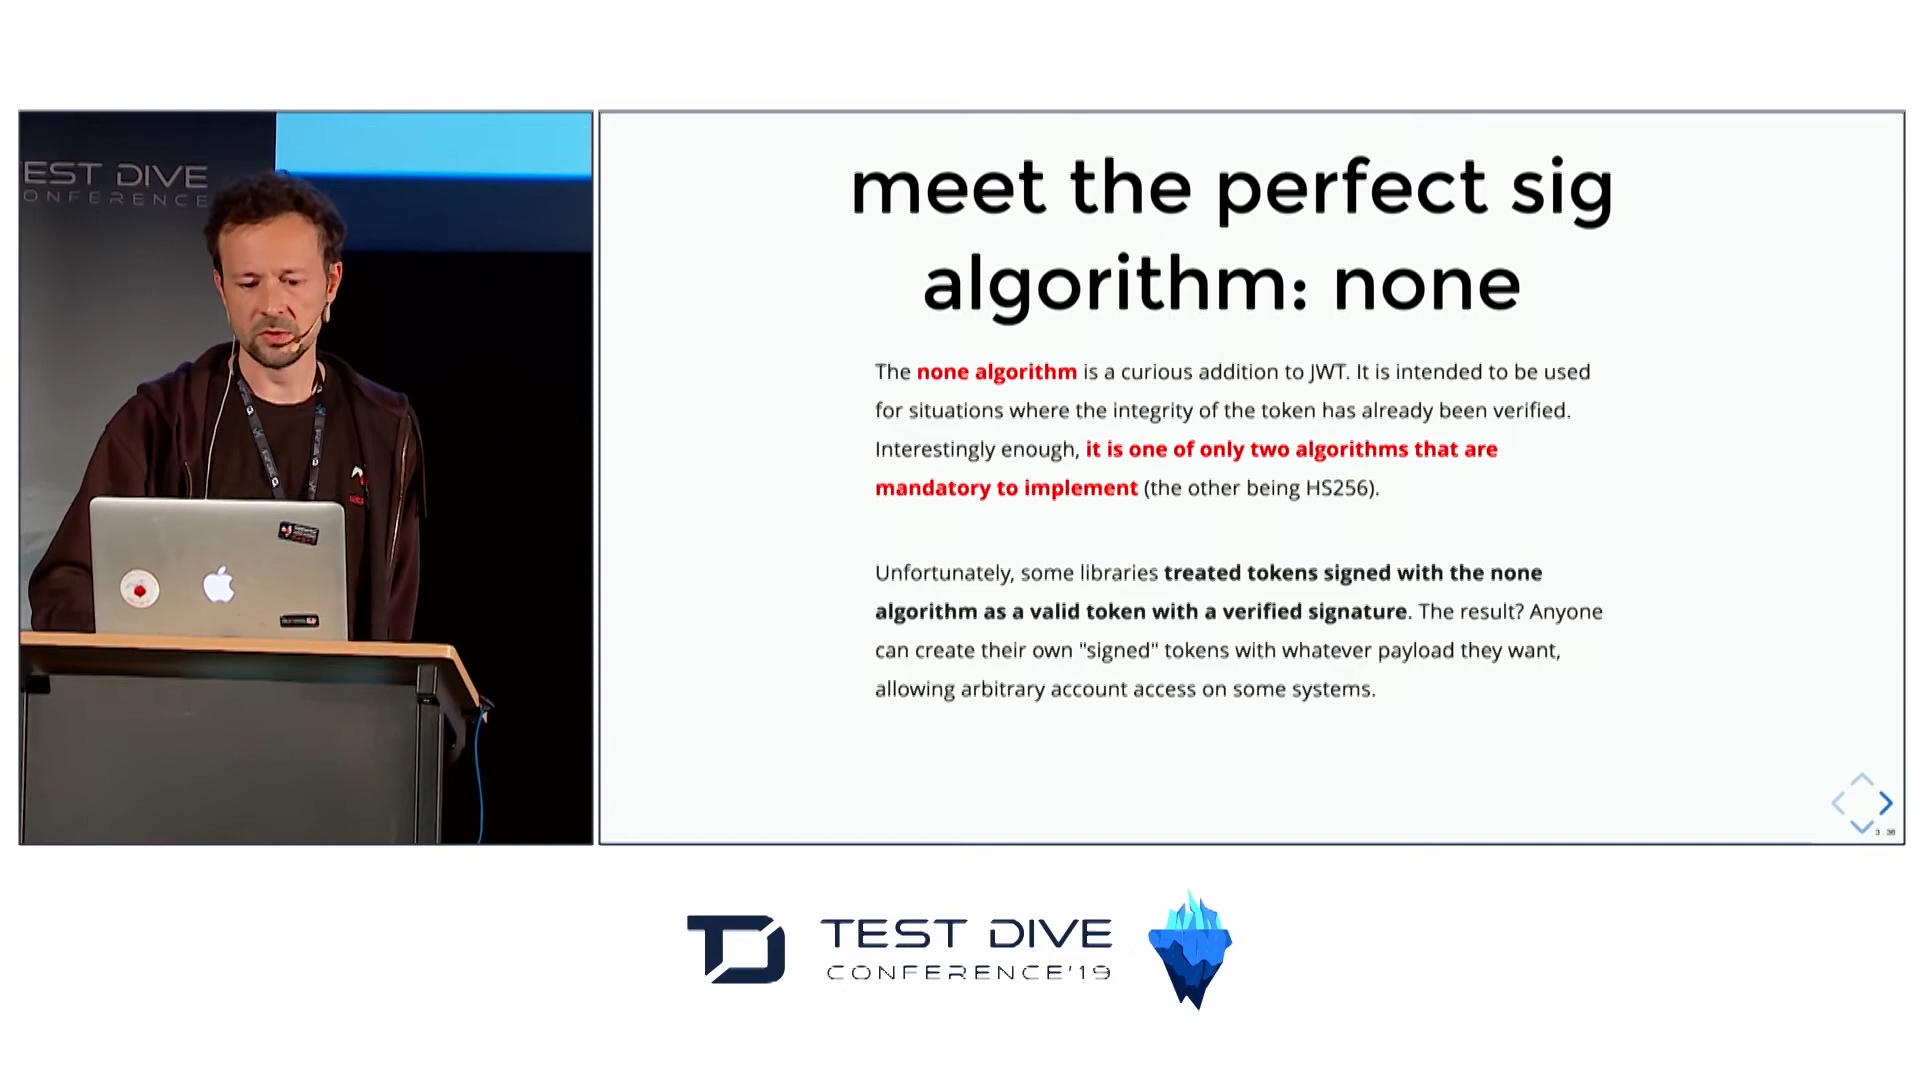 EST DIVE
ONFERENCE
meet the perfect sig
algorithm: none
The none algorithm is a curious addition to JWT. It is intended to be used
for situations where the integrity of the token has already been verified.
Interestingly enough, it is one of only two algorithms that are
mandatory to implement (the other being HS256).
Unfortunately, some libraries treated tokens signed with the none
algorithm as a valid token with a verified signature. The result? Anyone
can create their own "signed" tokens with whatever payload they want,
allowing arbitrary account access on some systems.
3.36
TD TEST DIVE
CONFERENCE'19